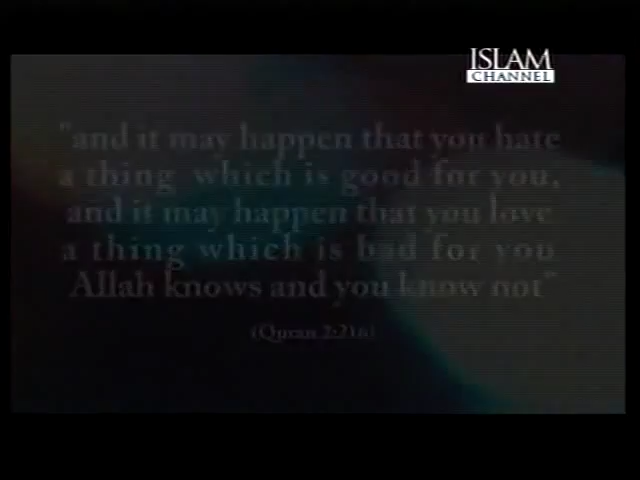 ISLAM
CHANNEL
"and it may happen that you hate
a thing which is good for you,
and it may happen that you love
a thing which is bad for you
Allah knows and you know not"
(Quran 2:216)